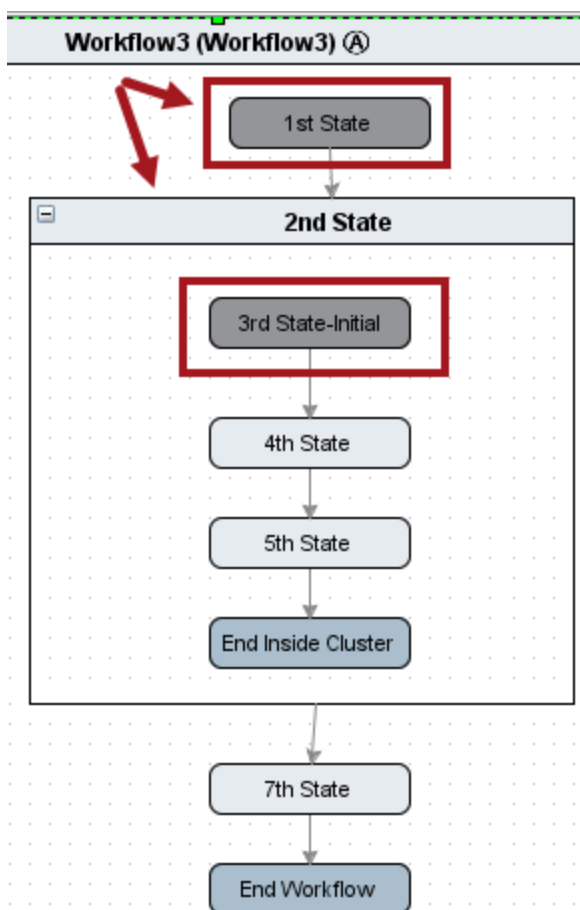 Workflow3 (Workflow3) Ⓐ
1st State
2nd State
3rd State-Initial
4th State
5th State
End Inside Cluster
7th State
End Workflow